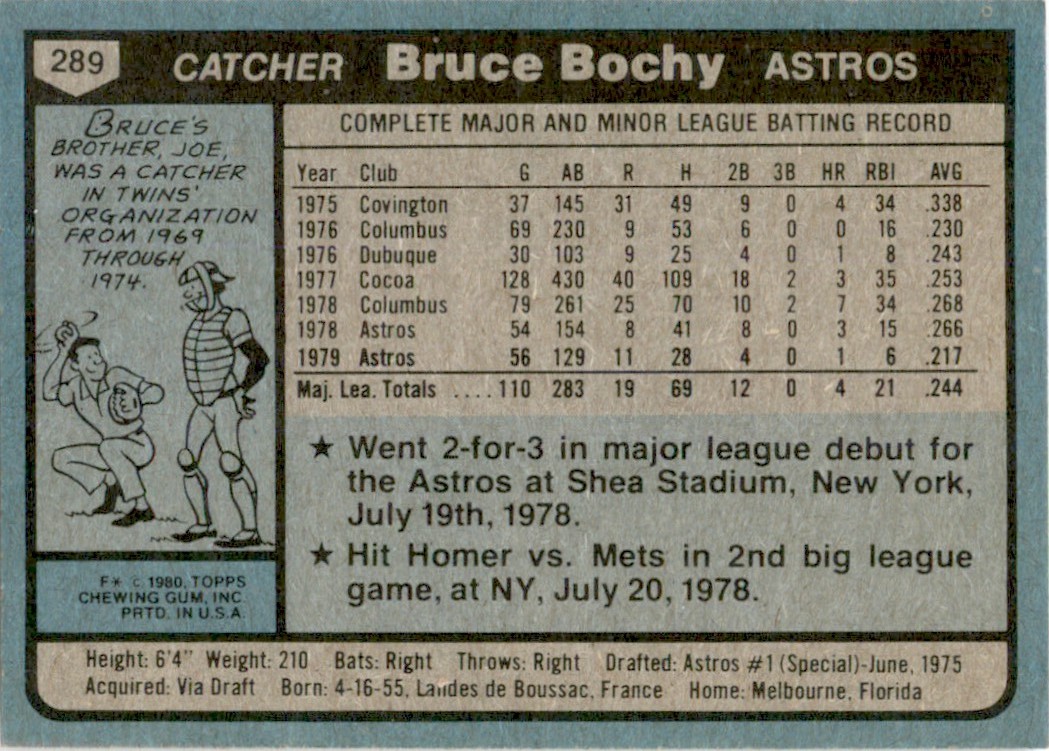 289 CATCHER Bruce Bochy ASTROS
BRUCE'S
BROTHER, JOE,
WAS A CATCHER
IN TWINS'
ORGANIZATION
FROM 1969
THROUGH
1974.
COMPLETE MAJOR AND MINOR LEAGUE BATTING RECORD
Year Club G AB R H 2B 3B HR RBI AVG
1975 Covington 37 145 31 49 9 0 4 34 .338
1976 Columbus 69 230 9 53 6 0 0 16 .230
1976 Dubuque 30 103 9 25 4 0 1 8 .243
1977 Cocoa 128 430 40 109 18 2 3 35 .253
1978 Columbus 79 261 25 70 10 2 7 34 .268
1978 Astros 54 154 8 41 8 0 3 15 .266
1979 Astros 56 129 11 28 4 0 1 6 .217
Maj. Lea. Totals ....110 283 19 69 12 0 4 21 .244
★ Went 2-for-3 in major league debut for
the Astros at Shea Stadium, New York,
July 19th, 1978.
★ Hit Homer vs. Mets in 2nd big league
game, at NY, July 20, 1978.
F* © 1980, TOPPS
CHEWING GUM, INC.
PRTD. IN U.S.A.
Height: 6'4" Weight: 210 Bats: Right Throws: Right Drafted: Astros #1 (Special)-June, 1975
Acquired: Via Draft Born: 4-16-55, Landes de Boussac, France Home: Melbourne, Florida